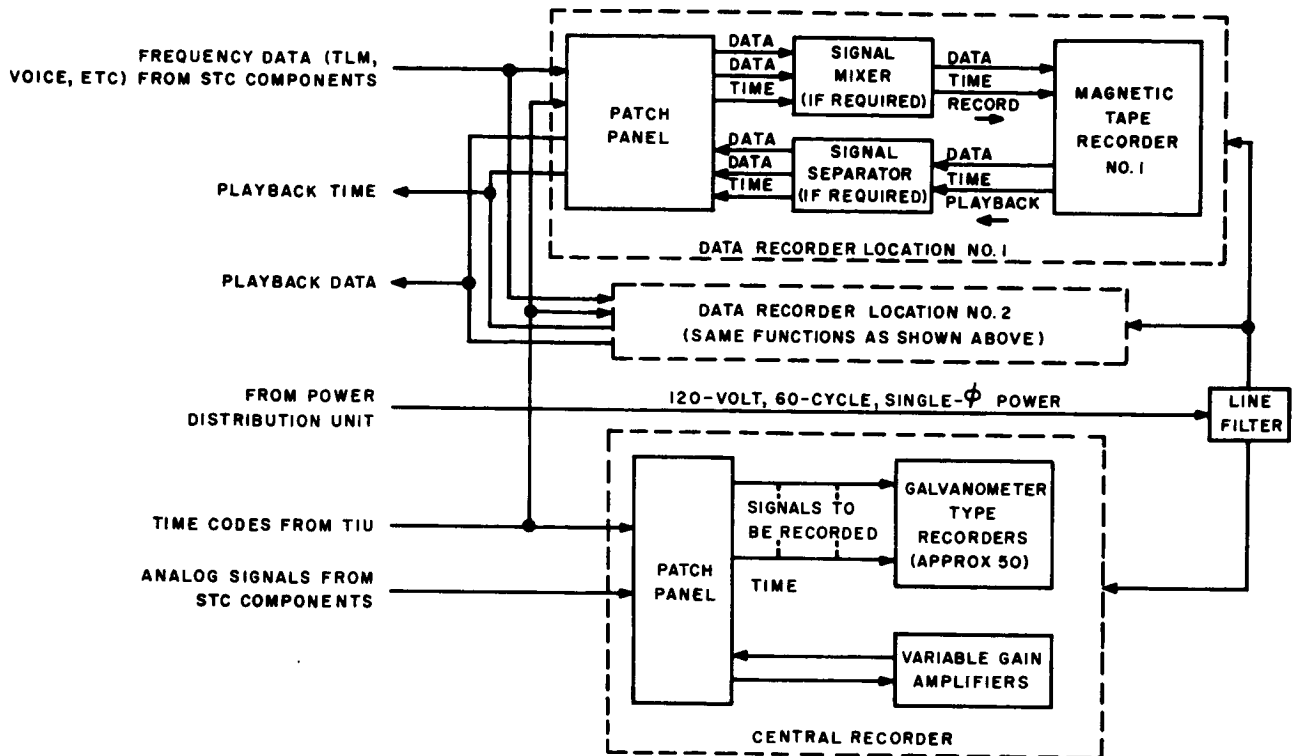 FREQUENCY DATA (TLM,
VOICE, ETC) FROM STC COMPONENTS
PLAYBACK TIME
PLAYBACK DATA
FROM POWER
DISTRIBUTION UNIT
TIME CODES FROM TIU
ANALOG SIGNALS FROM
STC COMPONENTS
PATCH
PANEL
DATA
DATA
TIME
SIGNAL
MIXER
(IF REQUIRED)
DATA
TIME
RECORD
MAGNETIC
TAPE
RECORDER
NO. 1
DATA
DATA
TIME
SIGNAL
SEPARATOR
(IF REQUIRED)
DATA
TIME
PLAYBACK
DATA RECORDER LOCATION NO. 1
DATA RECORDER LOCATION NO. 2
(SAME FUNCTIONS AS SHOWN ABOVE)
120-VOLT, 60-CYCLE, SINGLE-ϕ POWER
LINE
FILTER
PATCH
PANEL
SIGNALS TO
BE RECORDED
TIME
GALVANOMETER
TYPE
RECORDERS
(APPROX 50)
VARIABLE GAIN
AMPLIFIERS
CENTRAL RECORDER